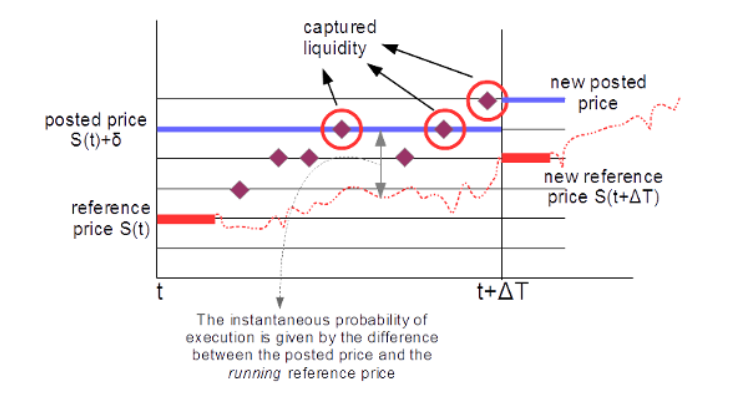 captured
liquidity
new posted
price
posted price
S(t)+δ
new reference
price S(t+ΔT)
reference
price S(t)
t
t+ΔT
The instantaneous probability of
execution is given by the difference
between the posted price and the
running reference price